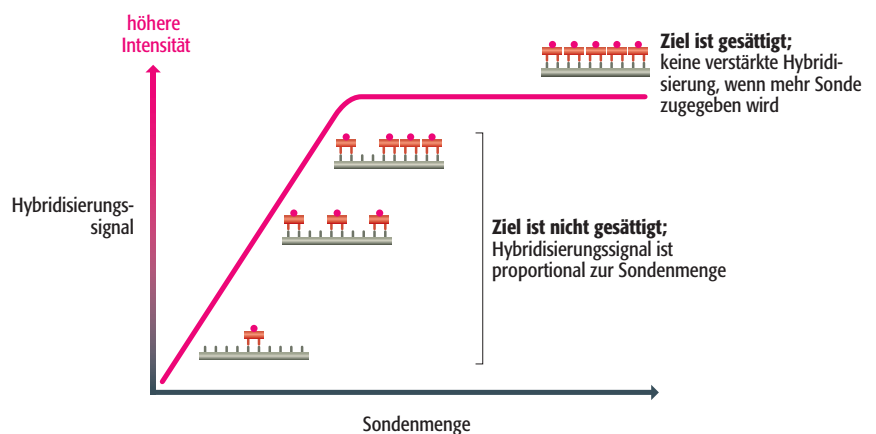 höhere
Intensität
Ziel ist gesättigt;
keine verstärkte Hybridi-
sierung, wenn mehr Sonde
zugegeben wird
Hybridisierungs-
signal
Ziel ist nicht gesättigt;
Hybridisierungssignal ist
proportional zur Sondenmenge
Sondenmenge